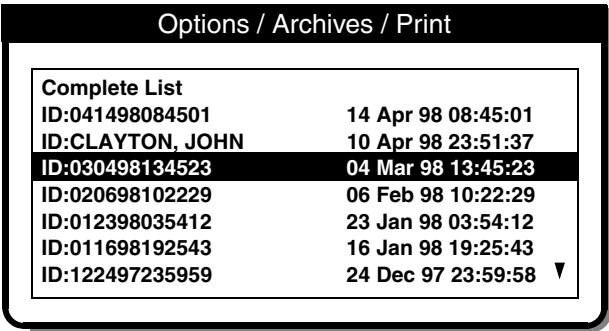 Options / Archives / Print
Complete List
ID:041498084501 14 Apr 98 08:45:01
ID:CLAYTON, JOHN 10 Apr 98 23:51:37
ID:030498134523 04 Mar 98 13:45:23
ID:020698102229 06 Feb 98 10:22:29
ID:012398035412 23 Jan 98 03:54:12
ID:011698192543 16 Jan 98 19:25:43
ID:122497235959 24 Dec 97 23:59:58